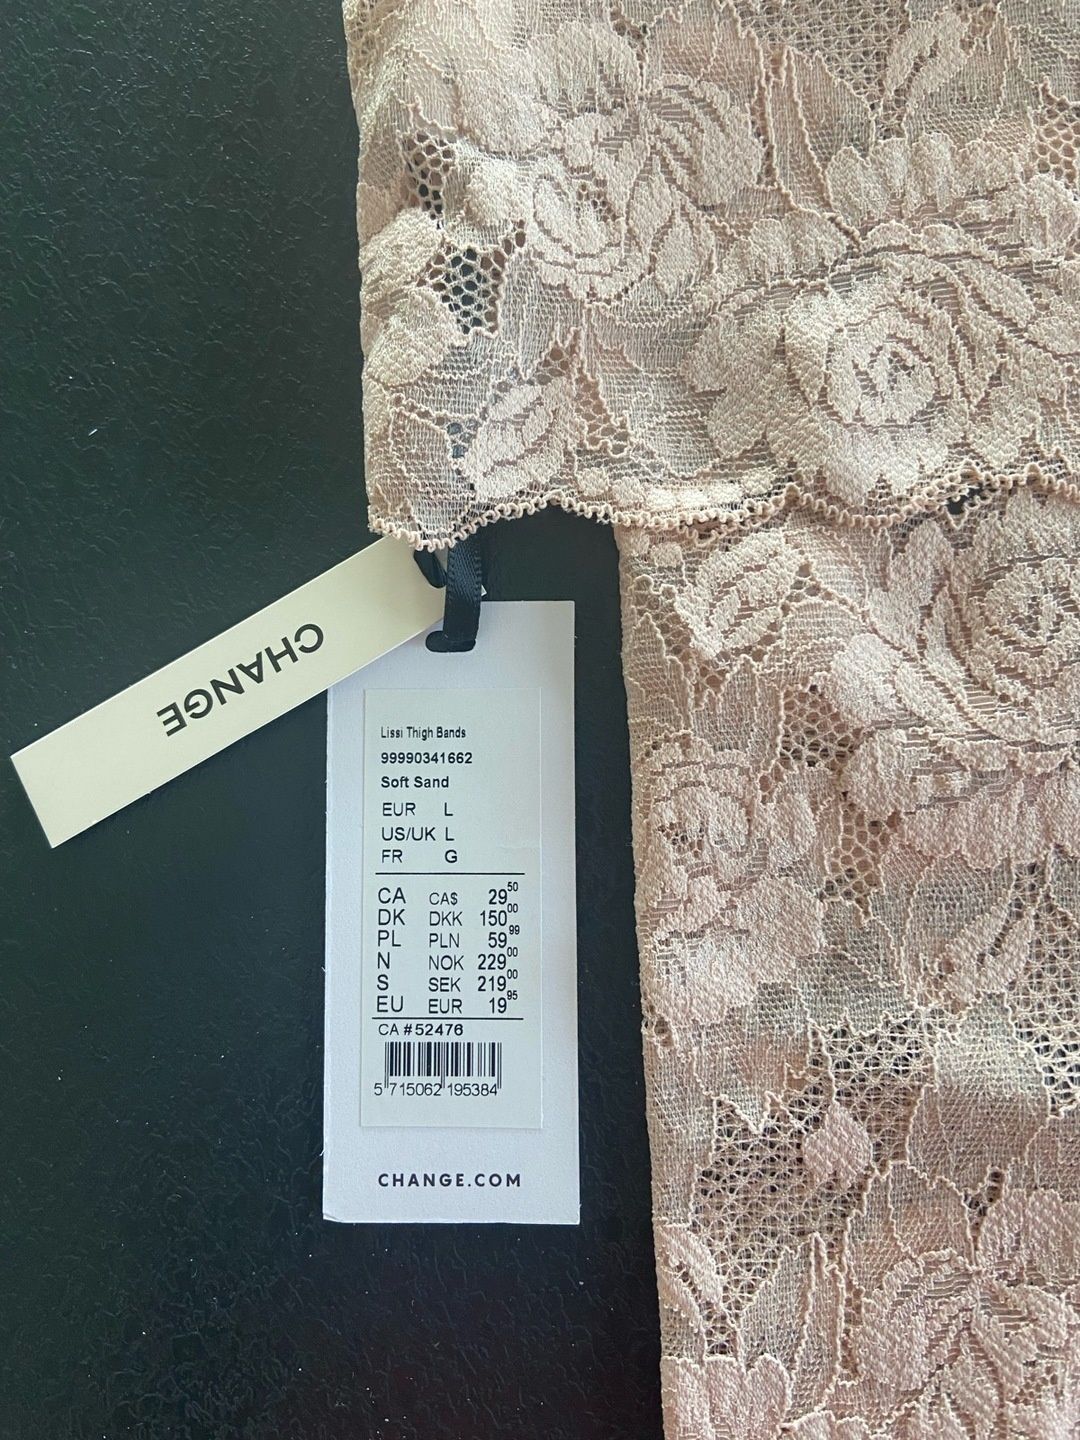 CHANGE
Lissi Thigh Bands
99990341662
Soft Sand
EUR L
US/UK L
FR G
CA CA$ 29 50
DK DKK 150 00
PL PLN 59 99
N NOK 229 00
S SEK 219 00
EU EUR 19 95
CA #52476
5 715062 195384
CHANGE.COM